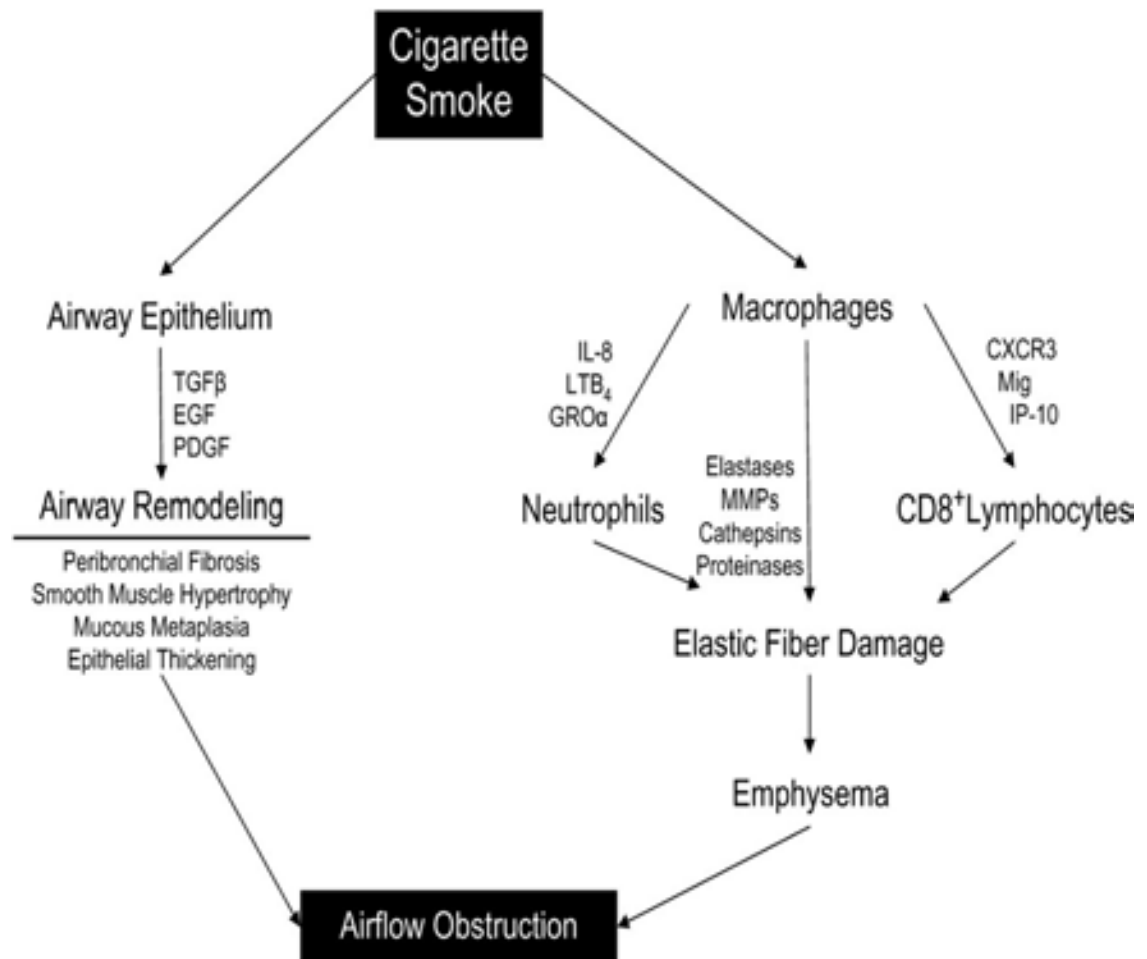 Cigarette
Smoke
Airway Epithelium
TGFβ
EGF
PDGF
Airway Remodeling
Peribronchial Fibrosis
Smooth Muscle Hypertrophy
Mucous Metaplasia
Epithelial Thickening
Macrophages
IL-8
LTB₄
GROα
Elastases
MMPs
Cathepsins
Proteinases
CXCR3
Mig
IP-10
Neutrophils
CD8⁺Lymphocytes
Elastic Fiber Damage
Emphysema
Airflow Obstruction